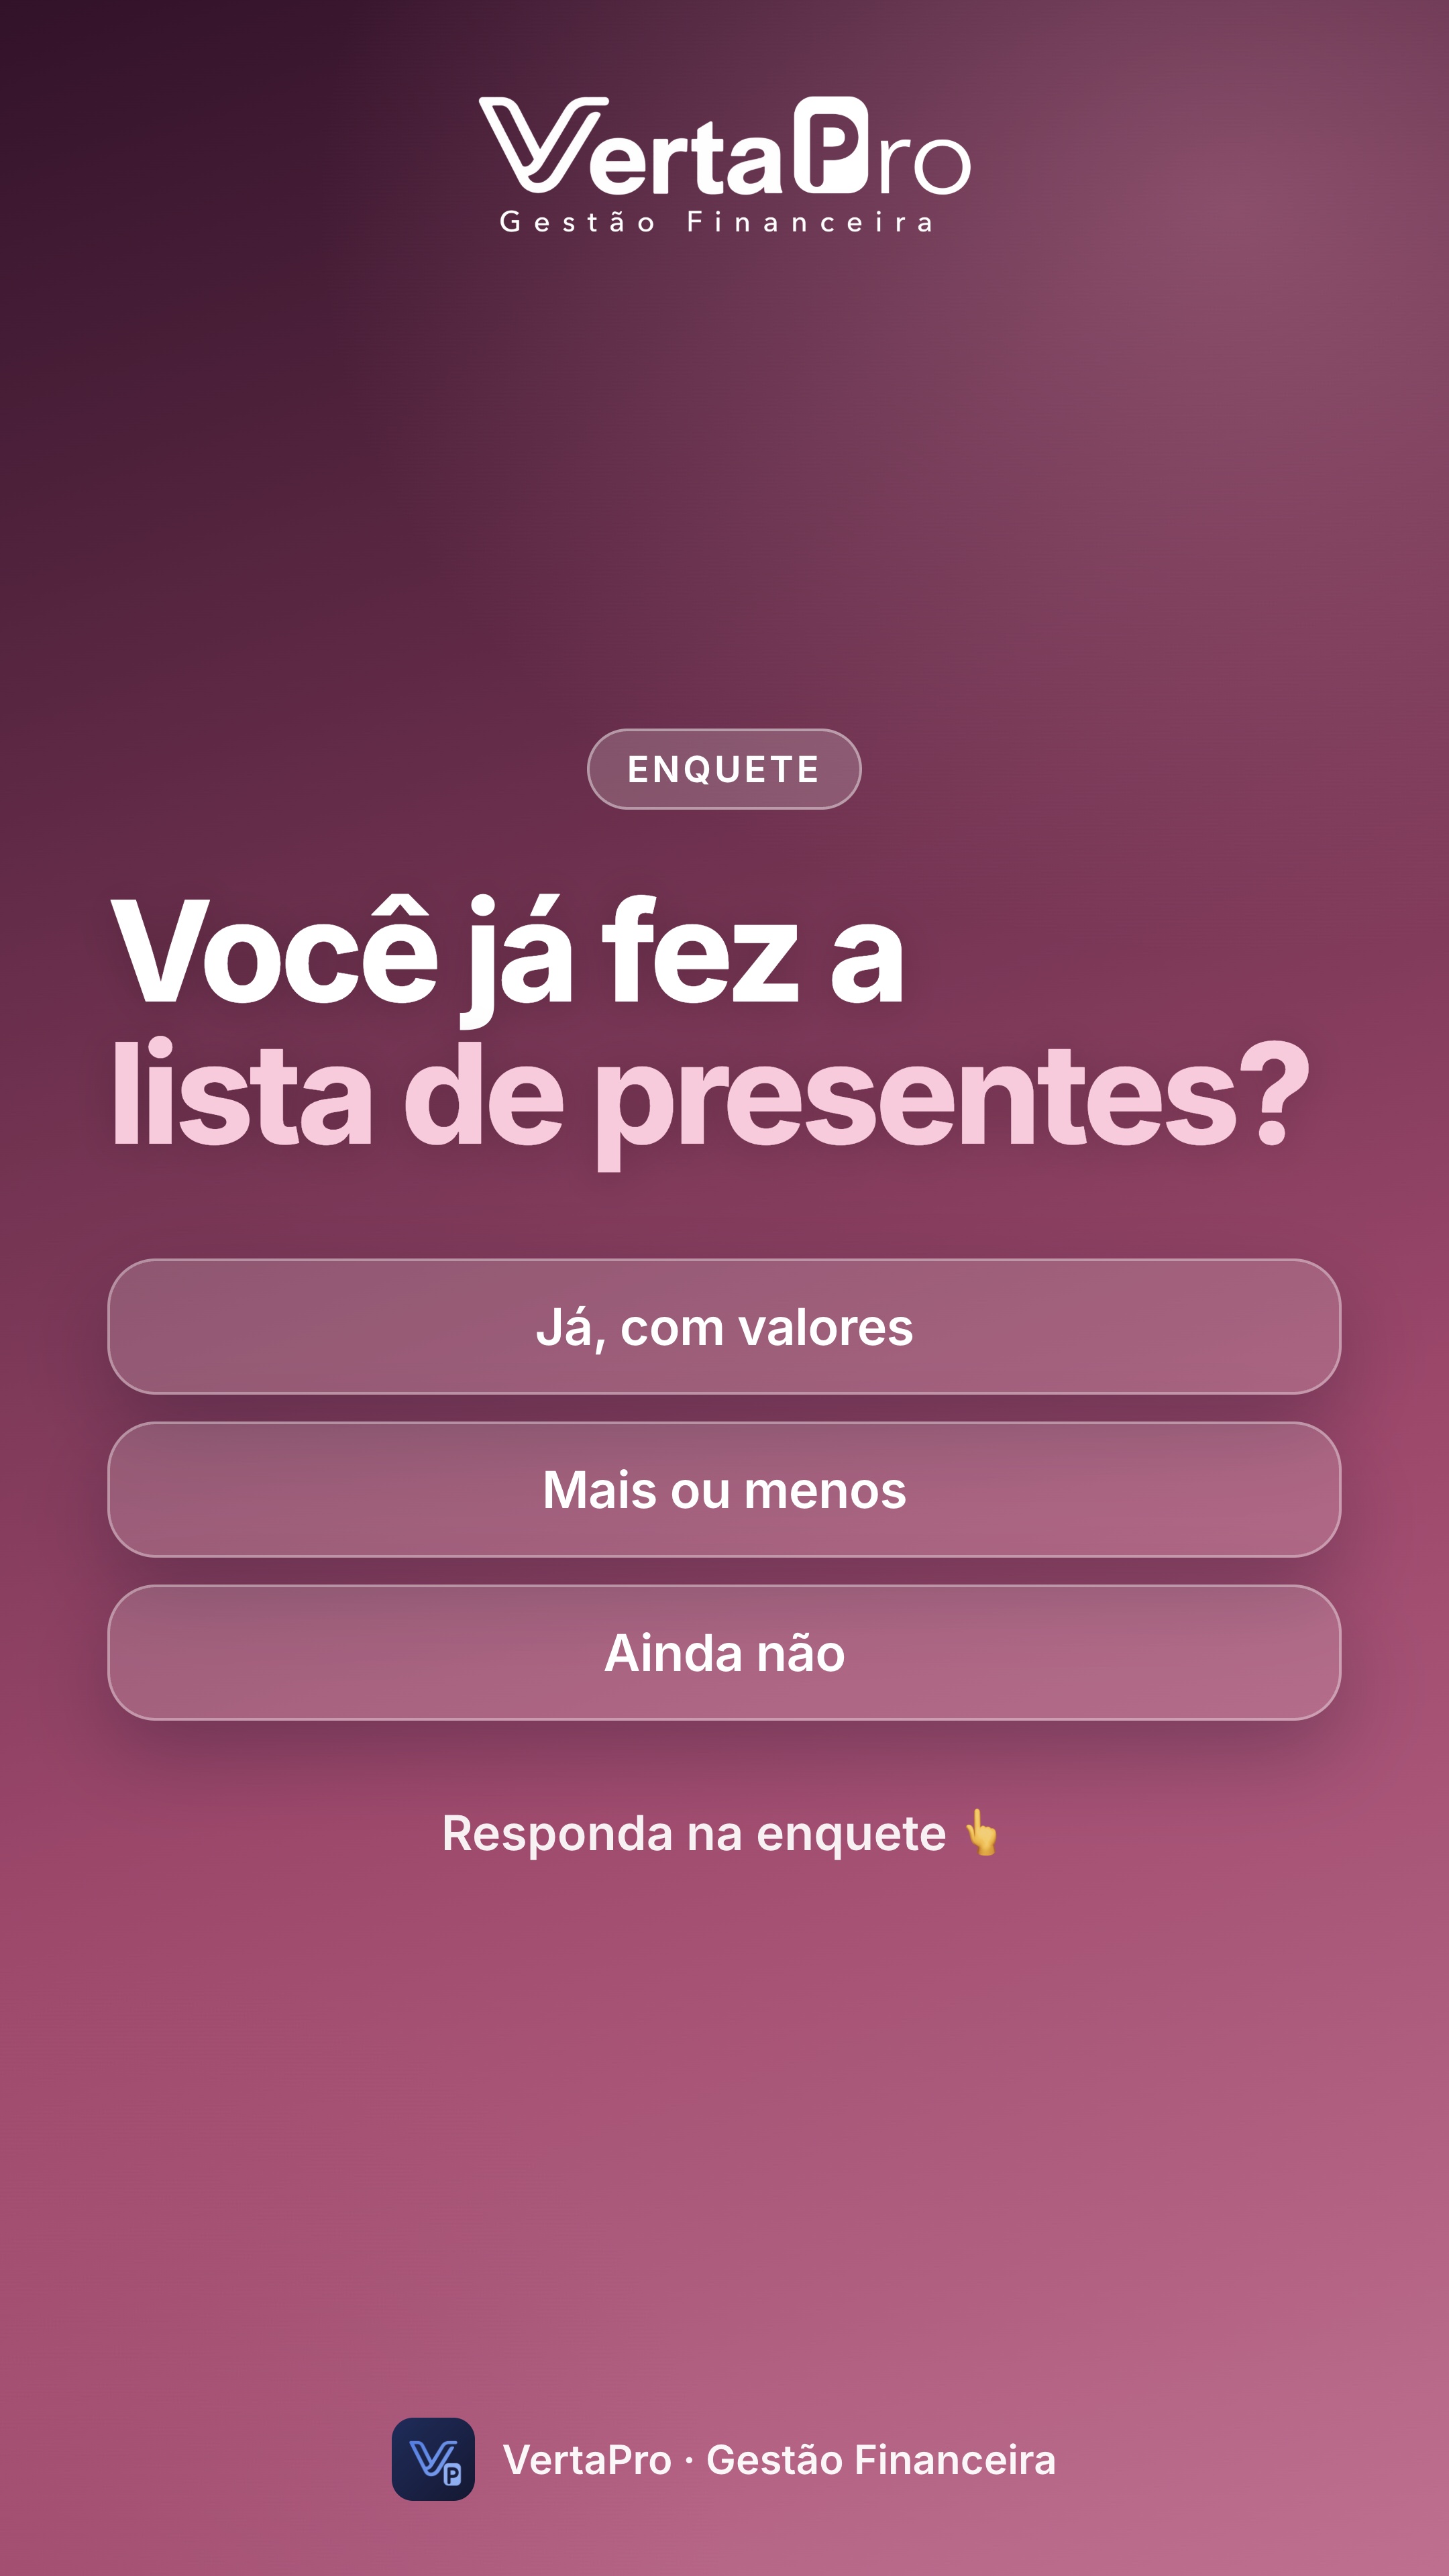 VertaPro
Gestão Financeira
ENQUETE
Você já fez a
lista de presentes?
Já, com valores
Mais ou menos
Ainda não
Responda na enquete 👆
VP
VertaPro · Gestão Financeira